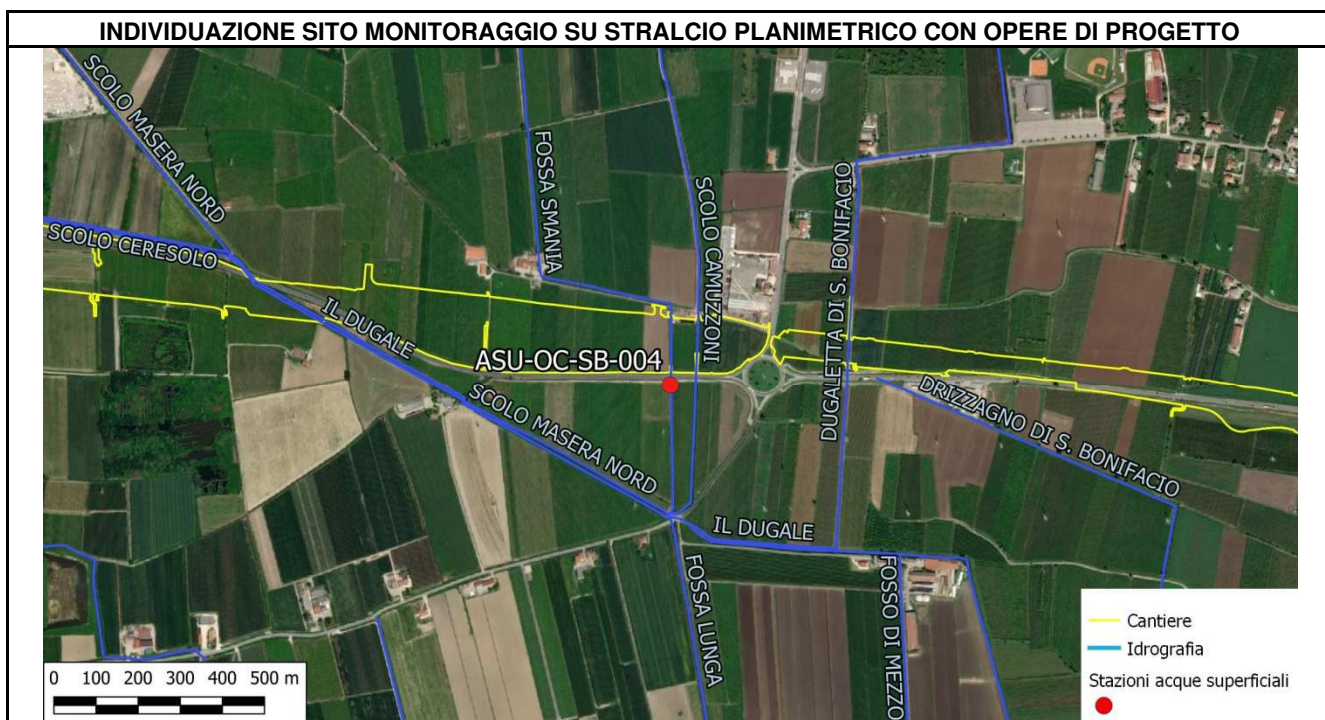 INDIVIDUAZIONE SITO MONITORAGGIO SU STRALCIO PLANIMETRICO CON OPERE DI PROGETTO
SCOLO MASERA NORD
SCOLO CERESOLO
FOSSA SMANIA
SCOLO CAMUZZONI
DUGALETTA DI S. BONIFACIO
IL DUGALE
ASU-OC-SB-004
SCOLO MASERA NORD
DRIZZAGNO DI S. BONIFACIO
IL DUGALE
FOSSA LUNGA
FOSSO DI MEZZO
0 100 200 300 400 500 m
Cantiere
Idrografia
Stazioni acque superficiali